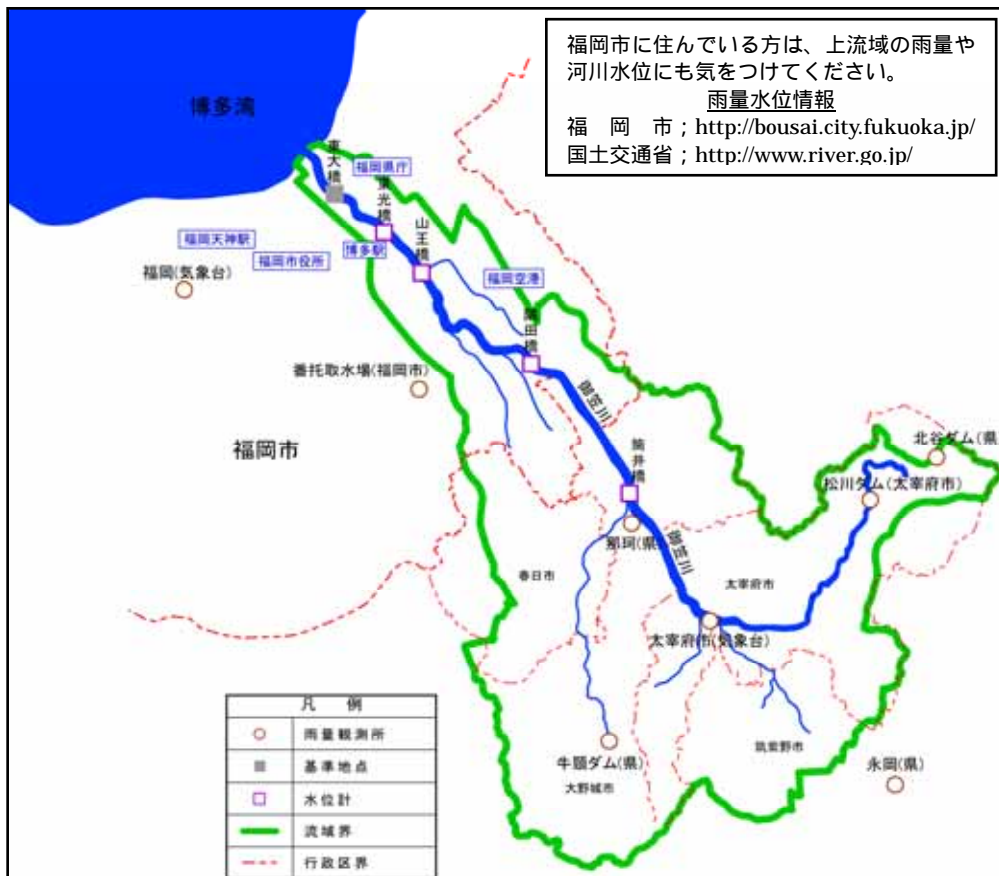 福岡市に住んでいる方は、上流域の雨量や
河川水位にも気をつけてください。
雨量水位情報
福 岡 市；http://bousai.city.fukuoka.jp/
国土交通省；http://www.river.go.jp/
博多湾
東大橋
福岡県庁
東光橋
山王橋
福岡天神駅
福岡市役所
博多駅
福岡空港
福岡(気象台)
隅田橋
番托取水場(福岡市)
御笠川
福岡市
筒井橋
北谷ダム(県)
松川ダム(太宰府市)
那珂(県)
御笠川
春日市
太宰府市
太宰府市(気象台)
牛頸ダム(県)
大野城市
筑紫野市
永岡(県)
凡 例
雨量観測所
基準地点
水位計
流域界
行政区界